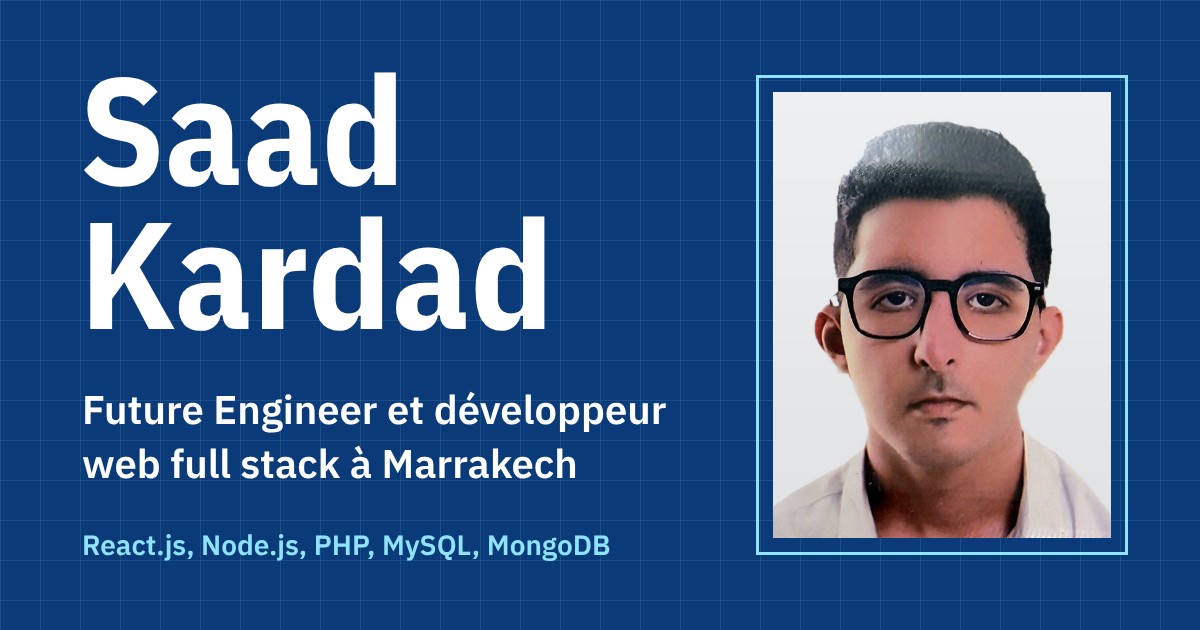 Saad
Kardad
Future Engineer et développeur
web full stack à Marrakech
React.js, Node.js, PHP, MySQL, MongoDB